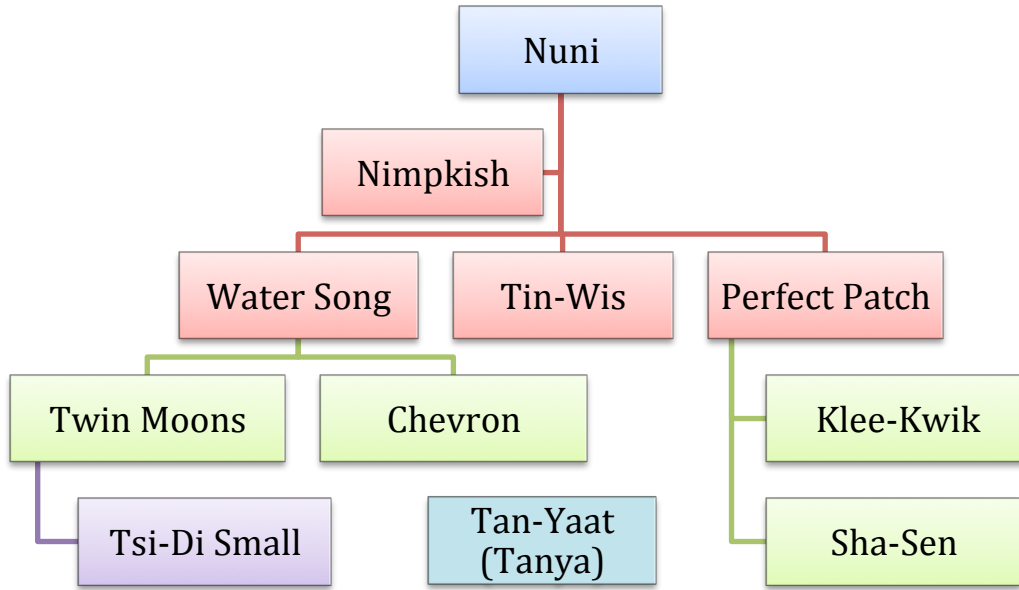 Nuni
Nimpkish
Water Song
Tin-Wis
Perfect Patch
Twin Moons
Chevron
Klee-Kwik
Tsi-Di Small
Tan-Yaat
(Tanya)
Sha-Sen